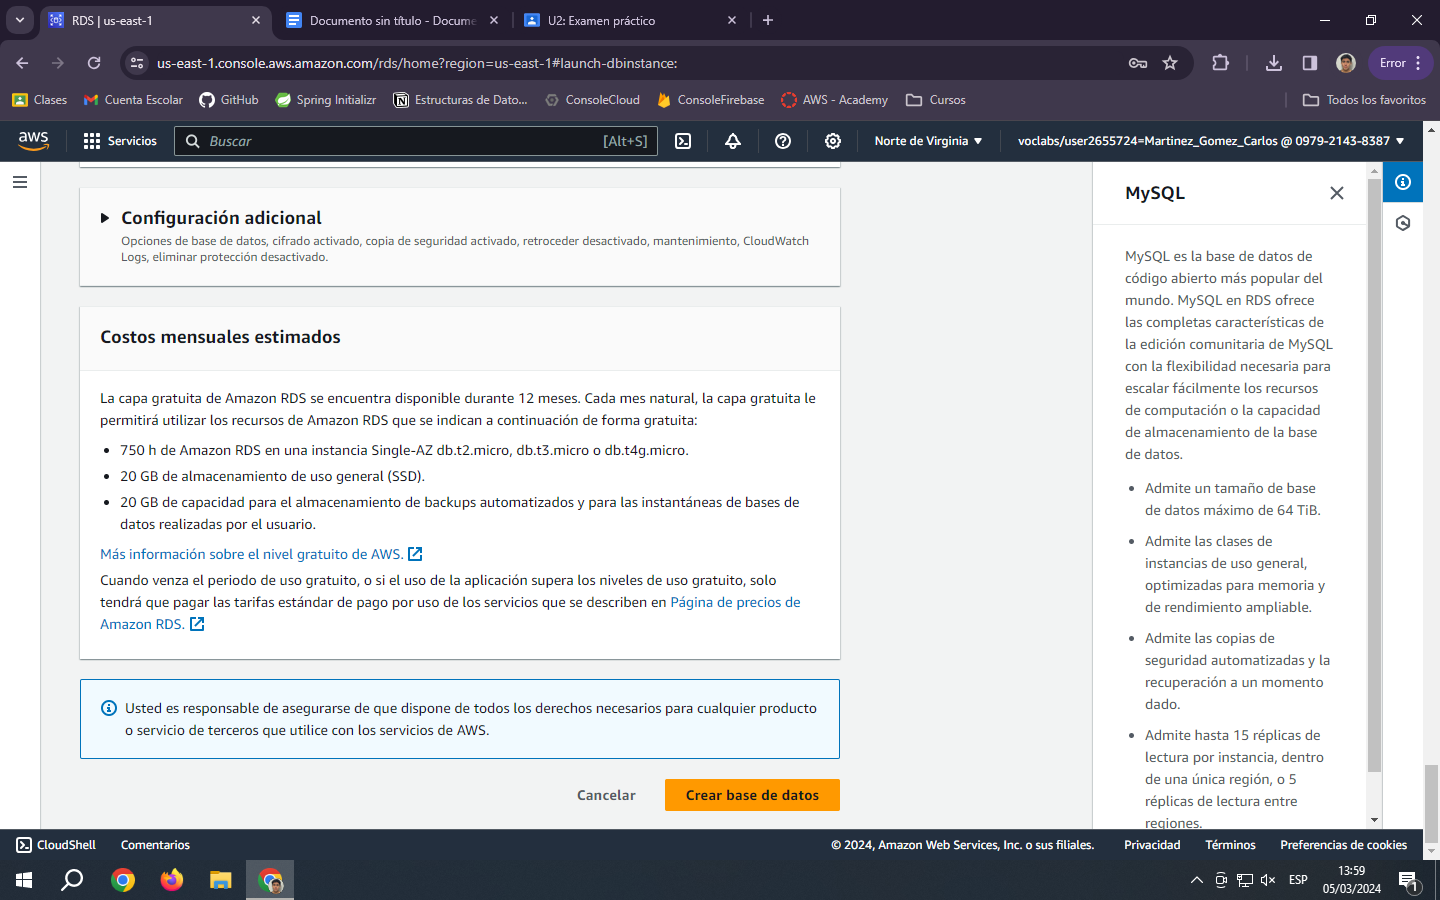 RDS | us-east-1
Documento sin título - Docume
U2: Examen práctico
us-east-1.console.aws.amazon.com/rds/home?region=us-east-1#launch-dbinstance:
Error
Clases
Cuenta Escolar
GitHub
Spring Initializr
Estructuras de Dato...
ConsoleCloud
ConsoleFirebase
AWS - Academy
Cursos
Todos los favoritos
aws
Servicios
Buscar
[Alt+S]
Norte de Virginia
voclabs/user2655724=Martinez_Gomez_Carlos @ 0979-2143-8387
Configuración adicional
Opciones de base de datos, cifrado activado, copia de seguridad activado, retroceder desactivado, mantenimiento, CloudWatch
Logs, eliminar protección desactivado.
Costos mensuales estimados
La capa gratuita de Amazon RDS se encuentra disponible durante 12 meses. Cada mes natural, la capa gratuita le
permitirá utilizar los recursos de Amazon RDS que se indican a continuación de forma gratuita:
750 h de Amazon RDS en una instancia Single-AZ db.t2.micro, db.t3.micro o db.t4g.micro.
20 GB de almacenamiento de uso general (SSD).
20 GB de capacidad para el almacenamiento de backups automatizados y para las instantáneas de bases de
datos realizadas por el usuario.
Más información sobre el nivel gratuito de AWS.
Cuando venza el periodo de uso gratuito, o si el uso de la aplicación supera los niveles de uso gratuito, solo
tendrá que pagar las tarifas estándar de pago por uso de los servicios que se describen en Página de precios de
Amazon RDS.
Usted es responsable de asegurarse de que dispone de todos los derechos necesarios para cualquier producto
o servicio de terceros que utilice con los servicios de AWS.
Cancelar
Crear base de datos
MySQL
MySQL es la base de datos de
código abierto más popular del
mundo. MySQL en RDS ofrece
las completas características de
la edición comunitaria de MySQL
con la flexibilidad necesaria para
escalar fácilmente los recursos
de computación o la capacidad
de almacenamiento de la base
de datos.
Admite un tamaño de base
de datos máximo de 64 TiB.
Admite las clases de
instancias de uso general,
optimizadas para memoria y
de rendimiento ampliable.
Admite las copias de
seguridad automatizadas y la
recuperación a un momento
dado.
Admite hasta 15 réplicas de
lectura por instancia, dentro
de una única región, o 5
réplicas de lectura entre
regiones.
CloudShell
Comentarios
© 2024, Amazon Web Services, Inc. o sus filiales.
Privacidad
Términos
Preferencias de cookies
ESP
13:59
05/03/2024
1